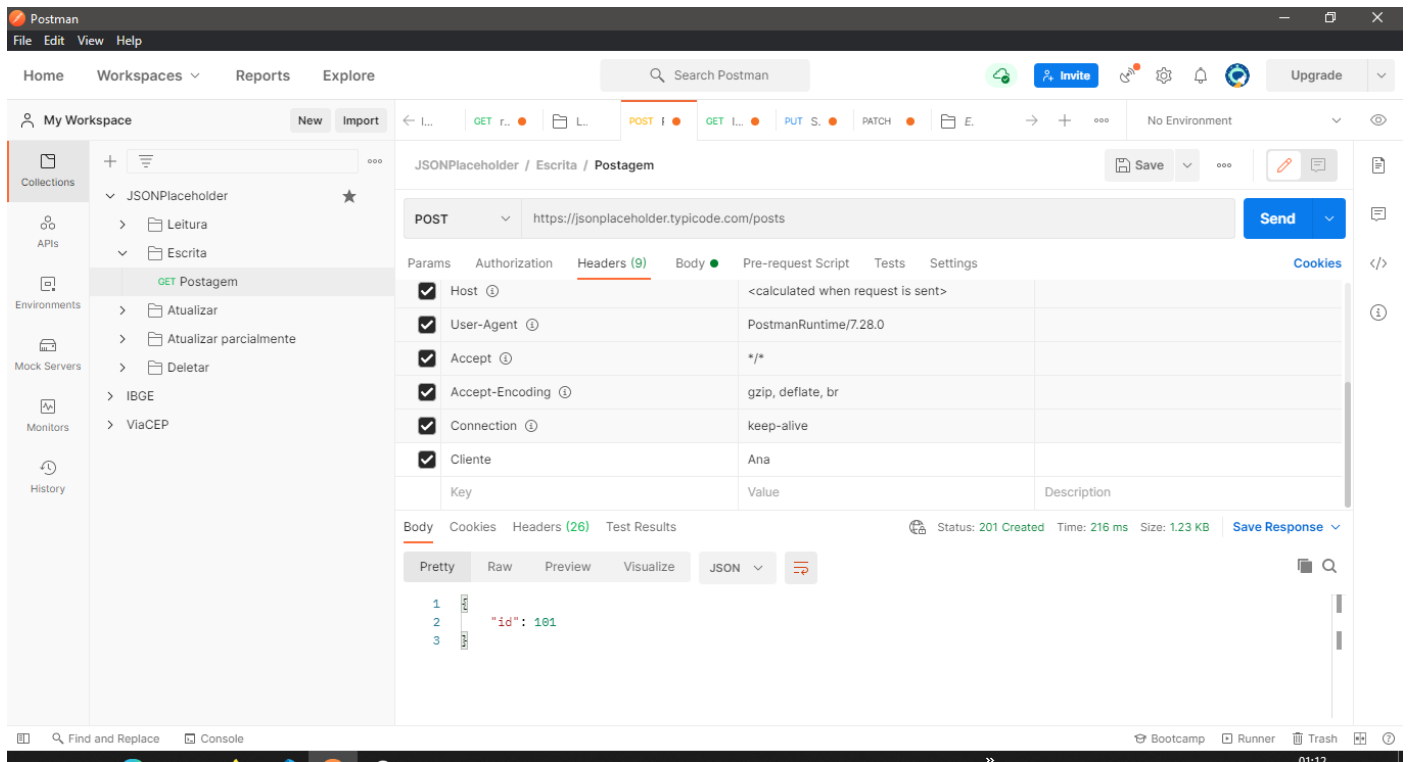 Postman
File Edit View Help
Home Workspaces Reports Explore Search Postman Invite Upgrade
My Workspace New Import L... GET r... L... POST GET I... PUT S. PATCH E. No Environment
Collections
APIs
Environments
Mock Servers
Monitors
History
JSONPlaceholder
Leitura
Escrita
GET Postagem
Atualizar
Atualizar parcialmente
Deletar
IBGE
ViaCEP
JSONPlaceholder / Escrita / Postagem Save
POST https://jsonplaceholder.typicode.com/posts Send
Params Authorization Headers (9) Body Pre-request Script Tests Settings Cookies
Host <calculated when request is sent>
User-Agent PostmanRuntime/7.28.0
Accept */*
Accept-Encoding gzip, deflate, br
Connection keep-alive
Cliente Ana
Key Value Description
Body Cookies Headers (26) Test Results Status: 201 Created Time: 216 ms Size: 1.23 KB Save Response
Pretty Raw Preview Visualize JSON
1 {
2 "id": 101
3 }
Find and Replace Console Bootcamp Runner Trash
01:12